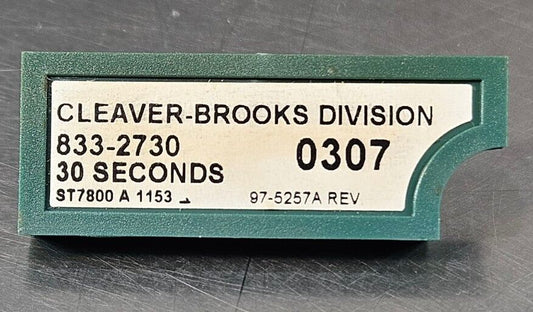 CLEAVER-BROOKS DIVISION
833-2730 0307
30 SECONDS
ST7800 A 1153 97-5257A REV